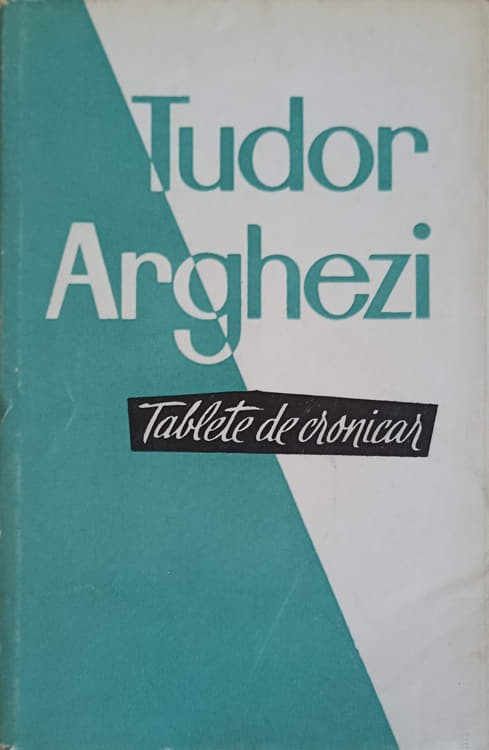 Tudor
Arghezi
Tablete de cronicar